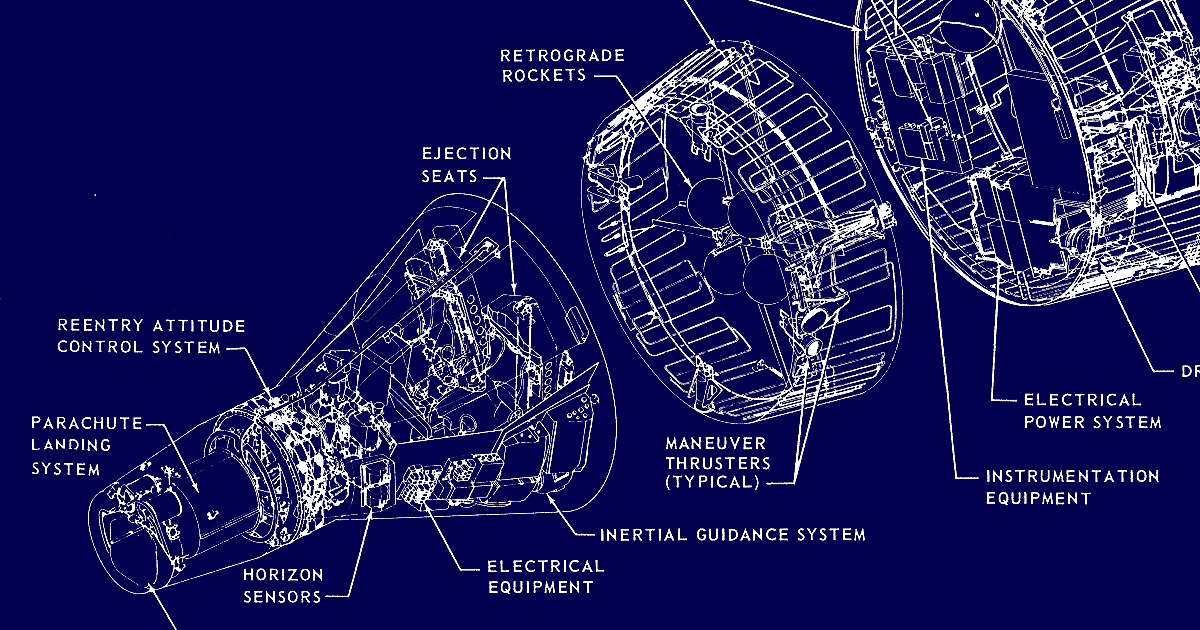 RETROGRADE
ROCKETS
EJECTION
SEATS
REENTRY ATTITUDE
CONTROL SYSTEM
PARACHUTE
LANDING
SYSTEM
HORIZON
SENSORS
ELECTRICAL
EQUIPMENT
INERTIAL GUIDANCE SYSTEM
MANEUVER
THRUSTERS
(TYPICAL)
DR
ELECTRICAL
POWER SYSTEM
INSTRUMENTATION
EQUIPMENT